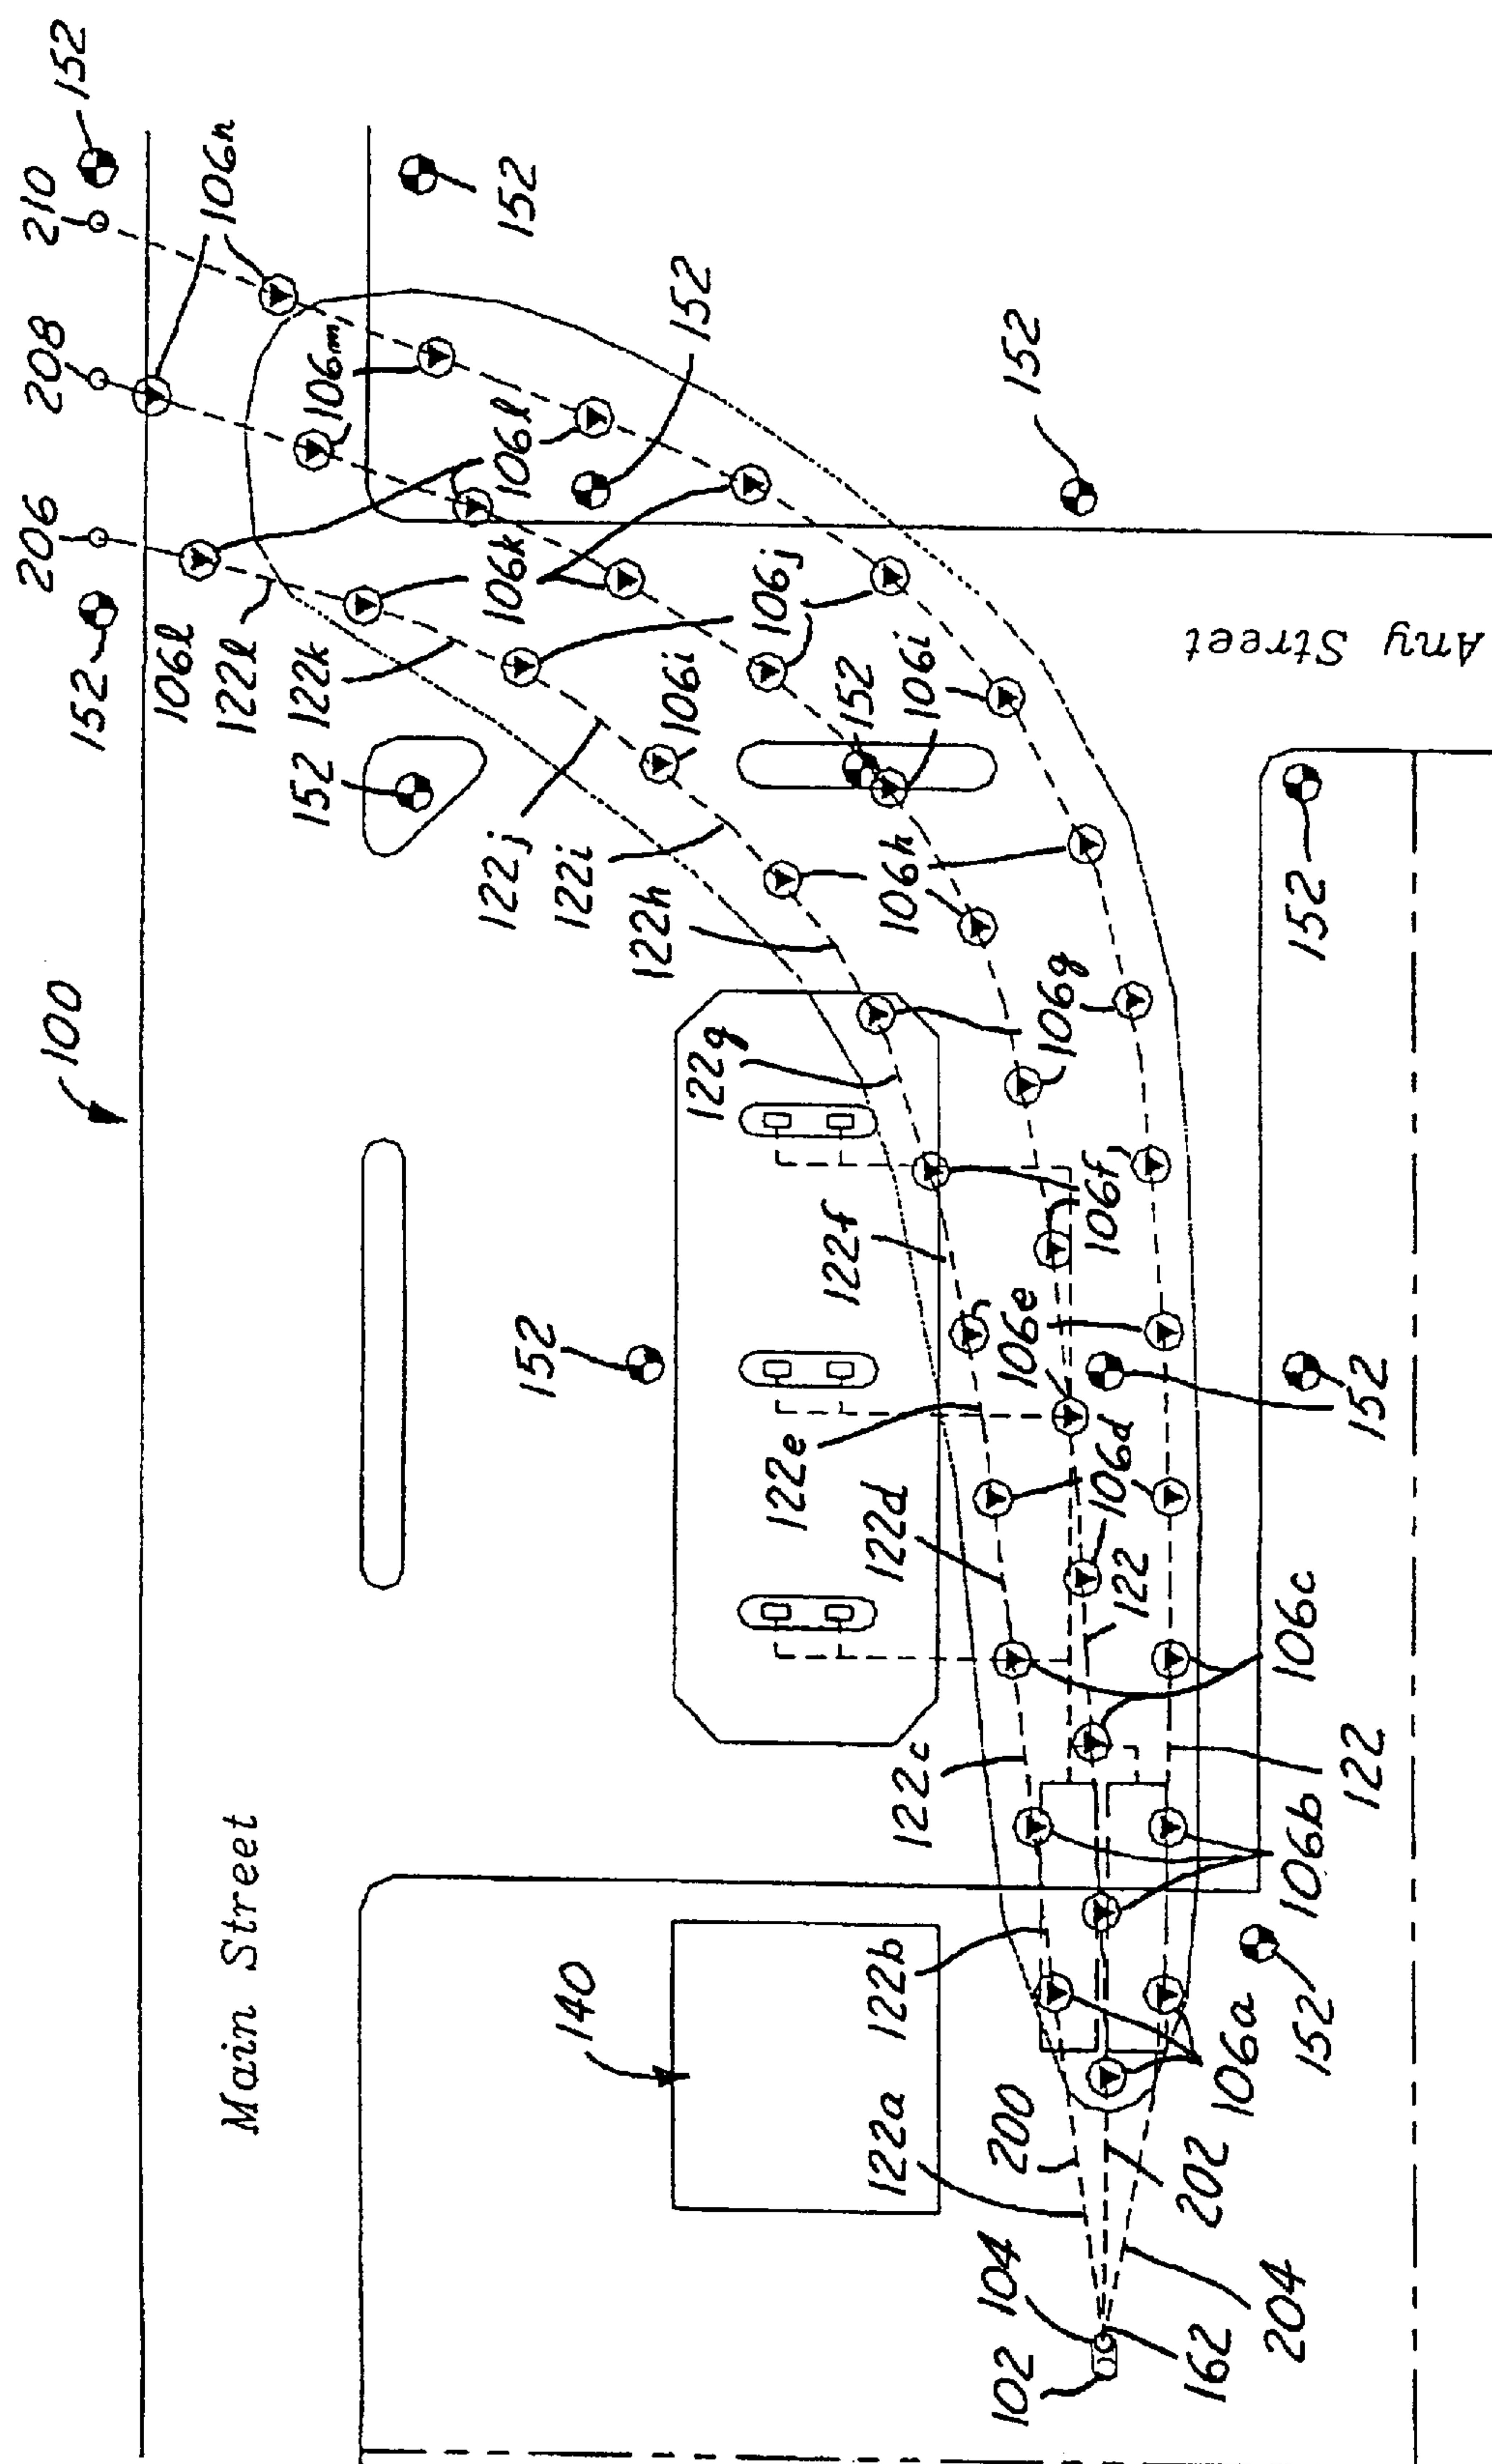 100
Main Street
140
206
208
210
152
106n
152
106l
122l
122k
106k
106m
106l
152
152
152
152
106j
106i
122j
122i
122h
152
106i
106h
Any Street
122g
106g
152
122f
106f
152
122e
106e
122d
106d
152
122
122c
106c
122
106b
122b
152
106a
122a
200
202
102
104
162
204